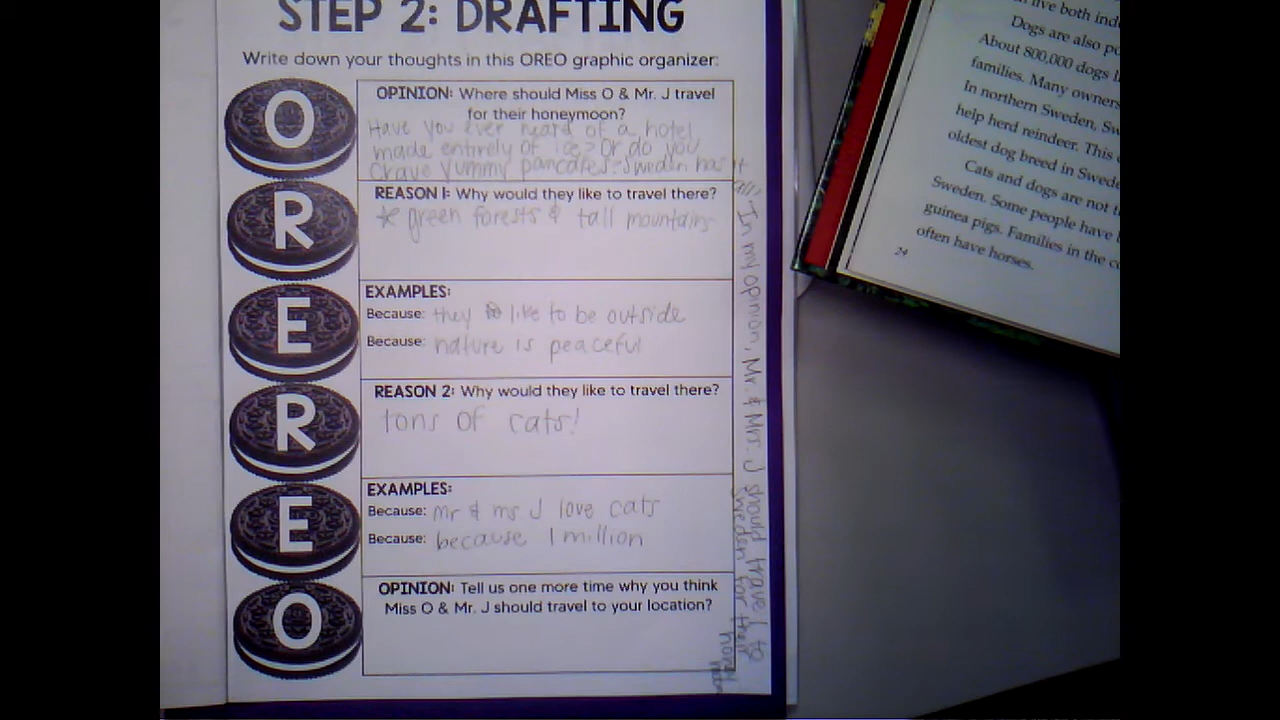 STEP 2: DRAFTING
Write down your thoughts in this OREO graphic organizer:
O
OPINION: Where should Miss O & Mr. J travel
for their honeymoon?
Have you ever heard of a hotel
made entirely of ice? Or do you
crave yummy pancakes? Sweden has it
all!
In my opinion, Mr. & Mrs. J should travel to
Sweden for their
honey
moon
R
REASON 1: Why would they like to travel there?
* green forests & tall mountains
E
EXAMPLES:
Because: they like to be outside
Because: nature is peaceful
R
REASON 2: Why would they like to travel there?
tons of cats!
E
EXAMPLES:
Because: Mr & ms J love cats
Because: because 1 million
O
OPINION: Tell us one more time why you think
Miss O & Mr. J should travel to your location?
live both
Dogs are also
About 800,000 dogs
families. Many owners
In northern Sweden,
help herd reindeer. This
oldest dog breed in
Cats and dogs are not
Sweden. Some people have
guinea pigs. Families in the
often have horses.
24